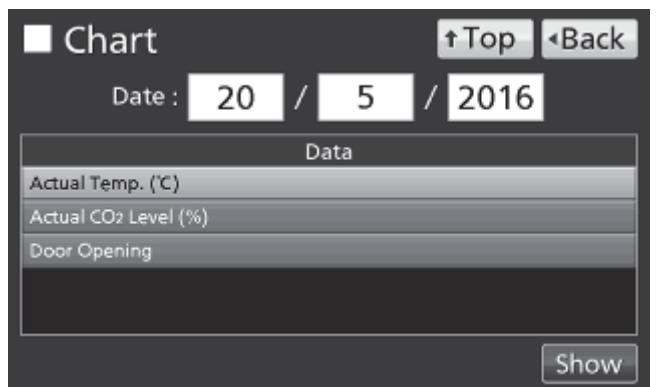 Chart
↑Top
◂Back
Date : 20 / 5 / 2016
Data
Actual Temp. (℃)
Actual CO₂ Level (%)
Door Opening
Show